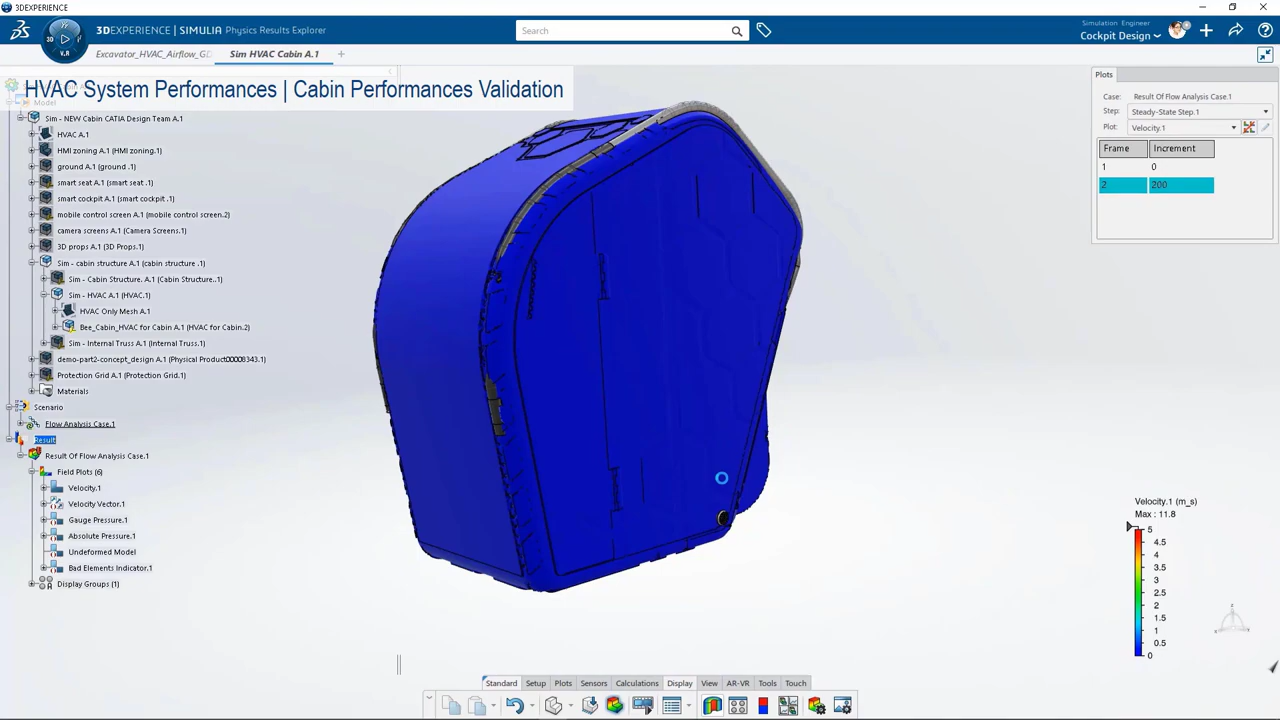 3DEXPERIENCE
3DEXPERIENCE | SIMULIA Physics Results Explorer
Search
Simulation Engineer
Cockpit Design
3D
V.R
Excavator_HVAC_Airflow_GD
Sim HVAC Cabin A.1
HVAC System Performances | Cabin Performances Validation
Model
Sim - NEW Cabin CATIA Design Team A.1
HVAC A.1
HMI zoning A.1 (HMI zoning.1)
ground A.1 (ground .1)
smart seat A.1 (smart seat .1)
smart cockpit A.1 (smart cockpit .1)
mobile control screen A.1 (mobile control screen.2)
camera screens A.1 (Camera Screens.1)
3D props A.1 (3D Props.1)
Sim - cabin structure A.1 (cabin structure .1)
Sim - Cabin Structure. A.1 (Cabin Structure..1)
Sim - HVAC A.1 (HVAC.1)
HVAC Only Mesh A.1
Bee_Cabin_HVAC for Cabin A.1 (HVAC for Cabin.2)
Sim - Internal Truss A.1 (Internal Truss.1)
demo-part2-concept_design A.1 (Physical Product00008343.1)
Protection Grid A.1 (Protection Grid.1)
Materials
Scenario
Flow Analysis Case.1
Result
Result Of Flow Analysis Case.1
Field Plots (6)
Velocity.1
Velocity Vector.1
Gauge Pressure.1
Absolute Pressure.1
Undeformed Model
Bad Elements Indicator.1
Display Groups (1)
Plots
Case: Result Of Flow Analysis Case.1
Step: Steady-State Step.1
Plot: Velocity.1
Frame Increment
1 0
2 200
Velocity.1 (m_s)
Max : 11.8
5
4.5
4
3.5
3
2.5
2
1.5
1
0.5
0
Standard Setup Plots Sensors Calculations Display View AR-VR Tools Touch